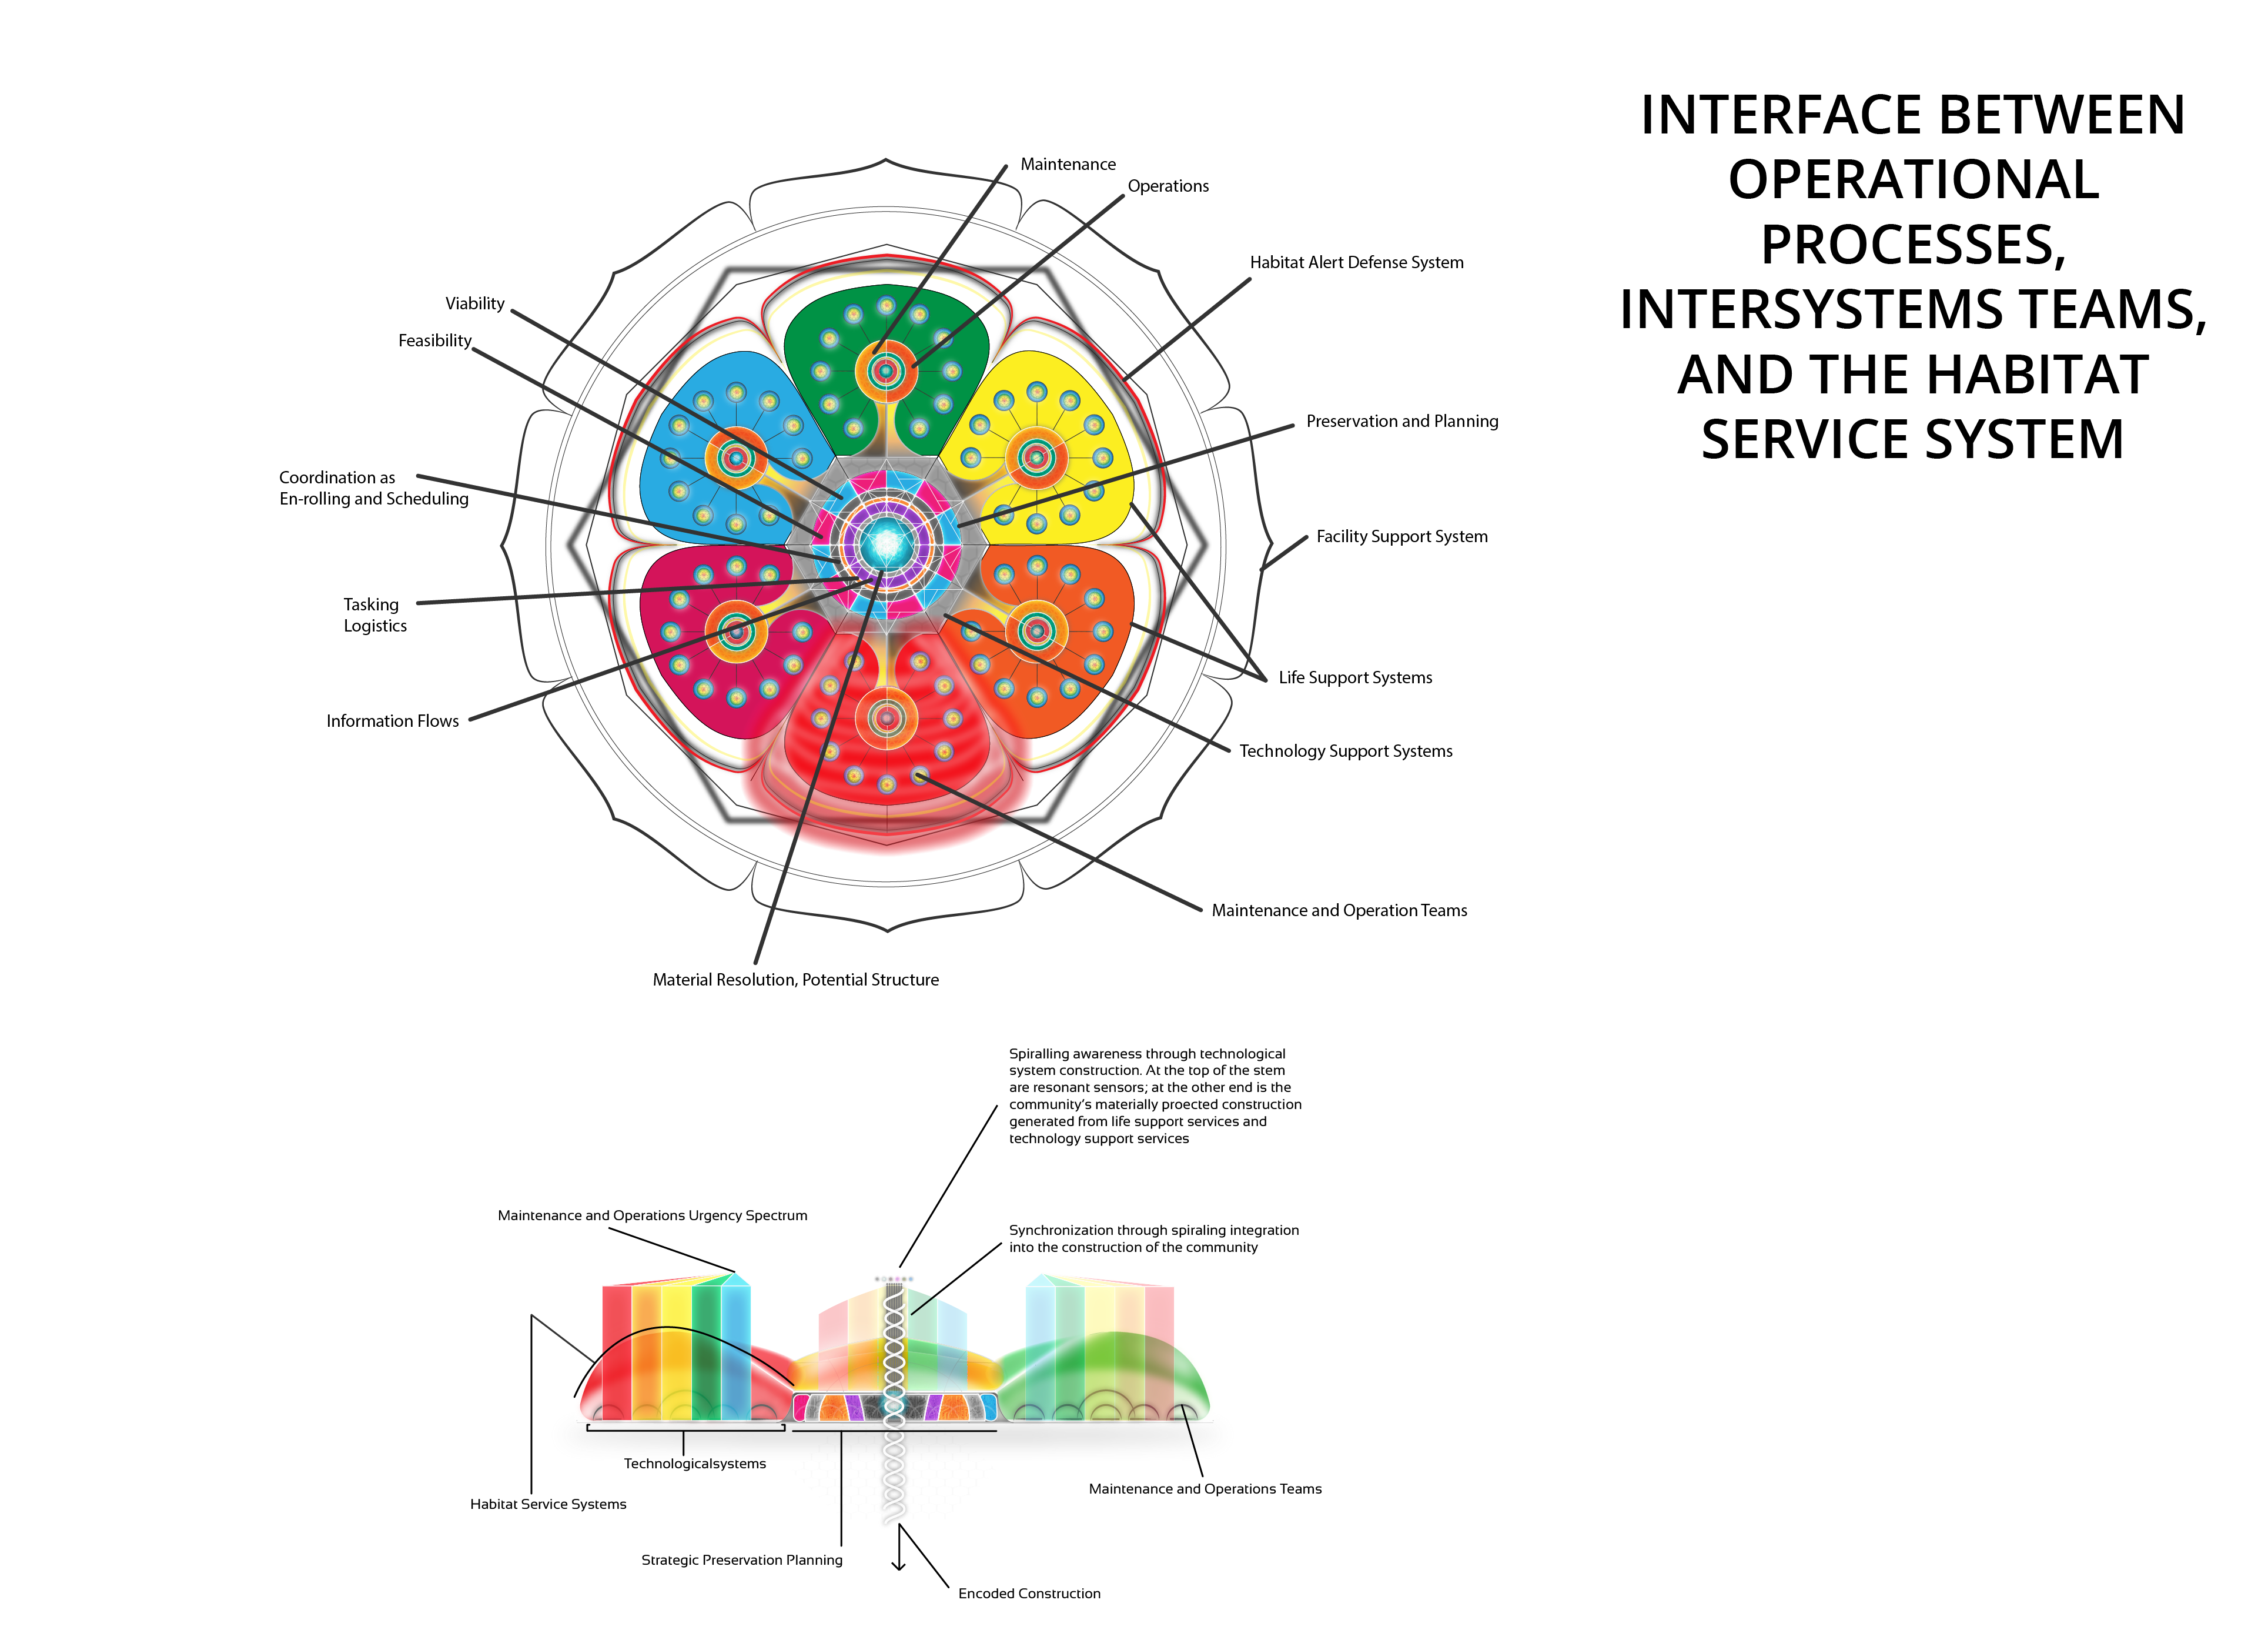 INTERFACE BETWEEN
OPERATIONAL
PROCESSES,
INTERSYSTEMS TEAMS,
AND THE HABITAT
SERVICE SYSTEM
Maintenance
Operations
Habitat Alert Defense System
Viability
Feasibility
Preservation and Planning
Coordination as
En-rolling and Scheduling
Facility Support System
Tasking
Logistics
Life Support Systems
Information Flows
Technology Support Systems
Maintenance and Operation Teams
Material Resolution, Potential Structure
Spiralling awareness through technological
system construction. At the top of the stem
are resonant sensors; at the other end is the
community's materially proected construction
generated from life support services and
technology support services
Maintenance and Operations Urgency Spectrum
Synchronization through spiraling integration
into the construction of the community
Technologicalsystems
Habitat Service Systems
Maintenance and Operations Teams
Strategic Preservation Planning
Encoded Construction